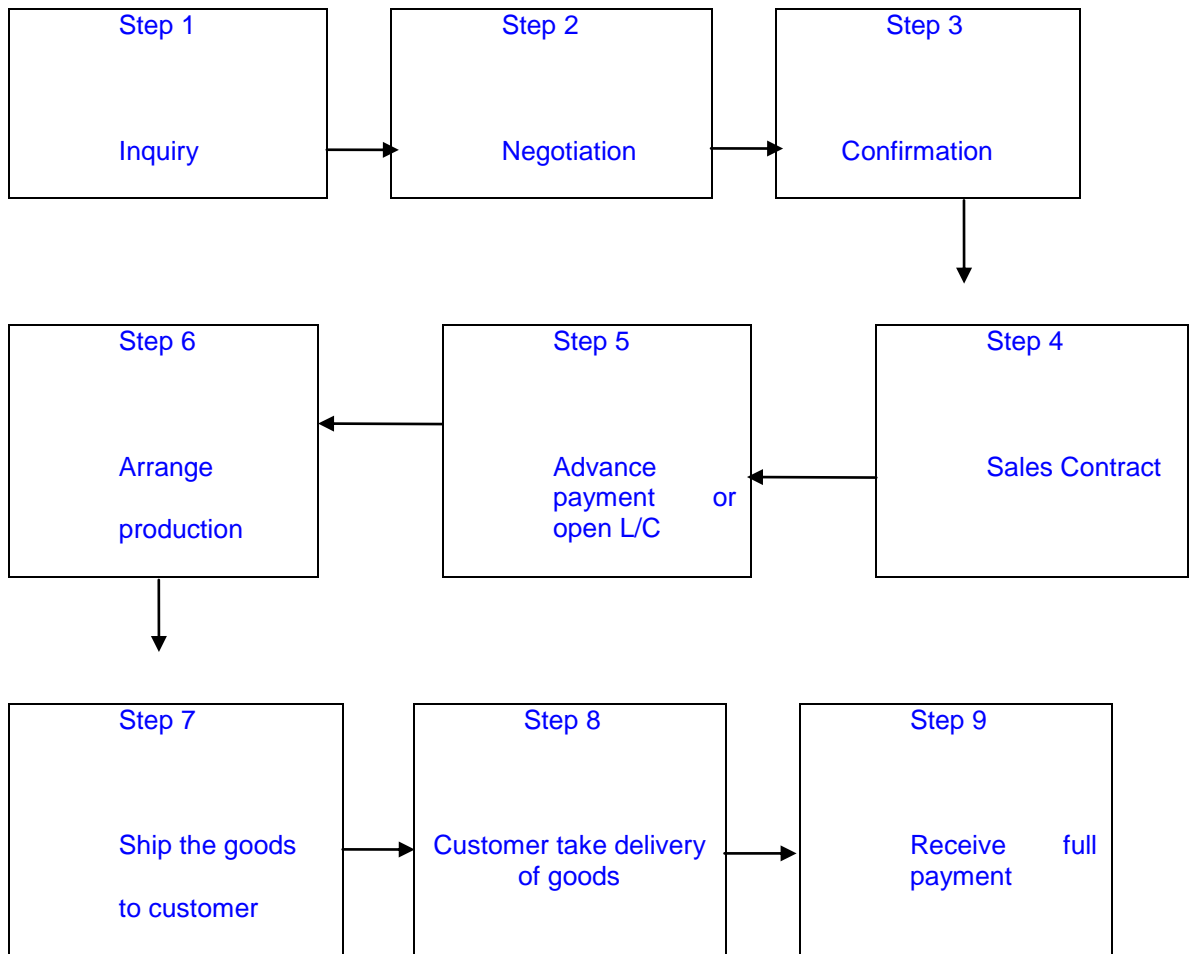 Step 1
Inquiry
Step 2
Negotiation
Step 3
Confirmation
Step 4
Sales Contract
Step 5
Advance
payment or
open L/C
Step 6
Arrange
production
Step 7
Ship the goods
to customer
Step 8
Customer take delivery
of goods
Step 9
Receive full
payment